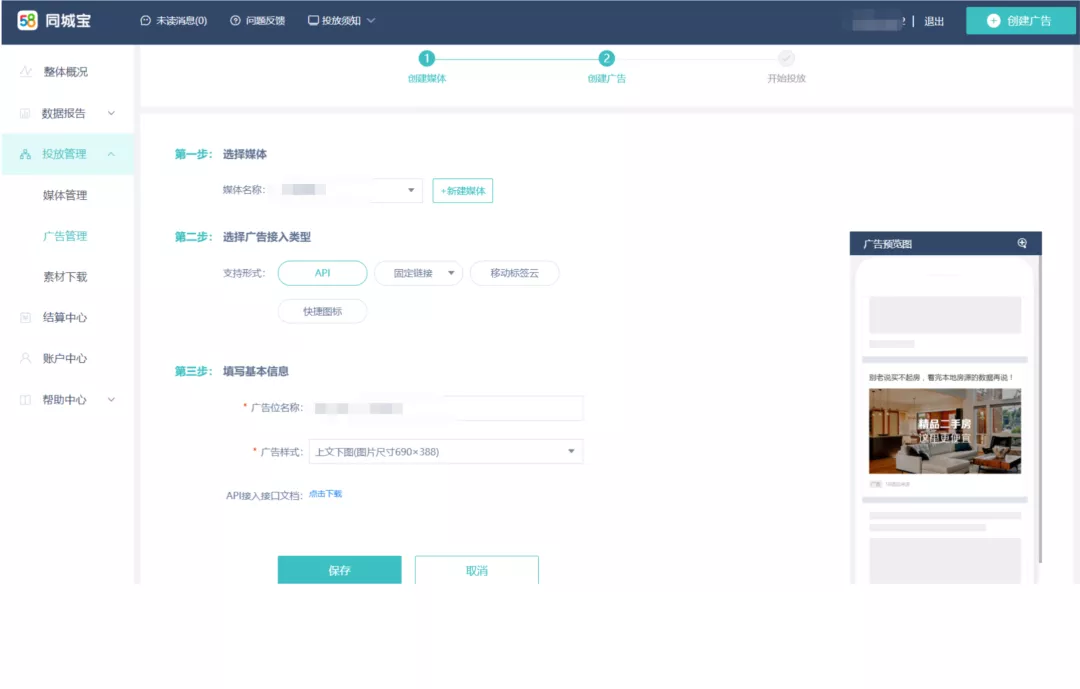 58 同城宝
未读消息(0)
问题反馈
投放须知
退出
创建广告
整体概况
数据报告
投放管理
媒体管理
广告管理
素材下载
结算中心
账户中心
帮助中心
1
2
创建媒体
创建广告
开始投放
第一步： 选择媒体
媒体名称:
+新建媒体
第二步： 选择广告接入类型
支持形式:
API
固定链接
移动标签云
快捷图标
第三步： 填写基本信息
* 广告位名称:
* 广告样式: 上文下图(图片尺寸690×388)
API接入接口文档: 点击下载
保存
取消
广告预览图
别老说买不起房，看完本地房源的数据再说！
精品二手房
这里更便宜
广告